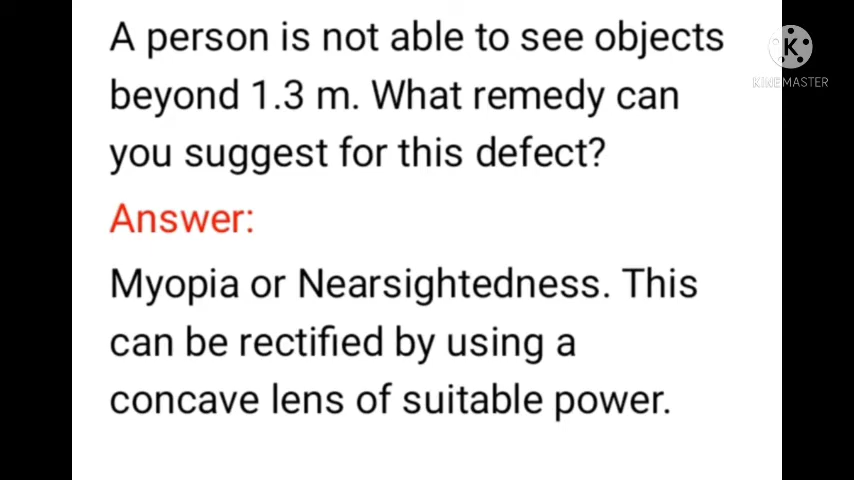 A person is not able to see objects
beyond 1.3 m. What remedy can
you suggest for this defect?
Answer:
Myopia or Nearsightedness. This
can be rectified by using a
concave lens of suitable power.
K
KINEMASTER